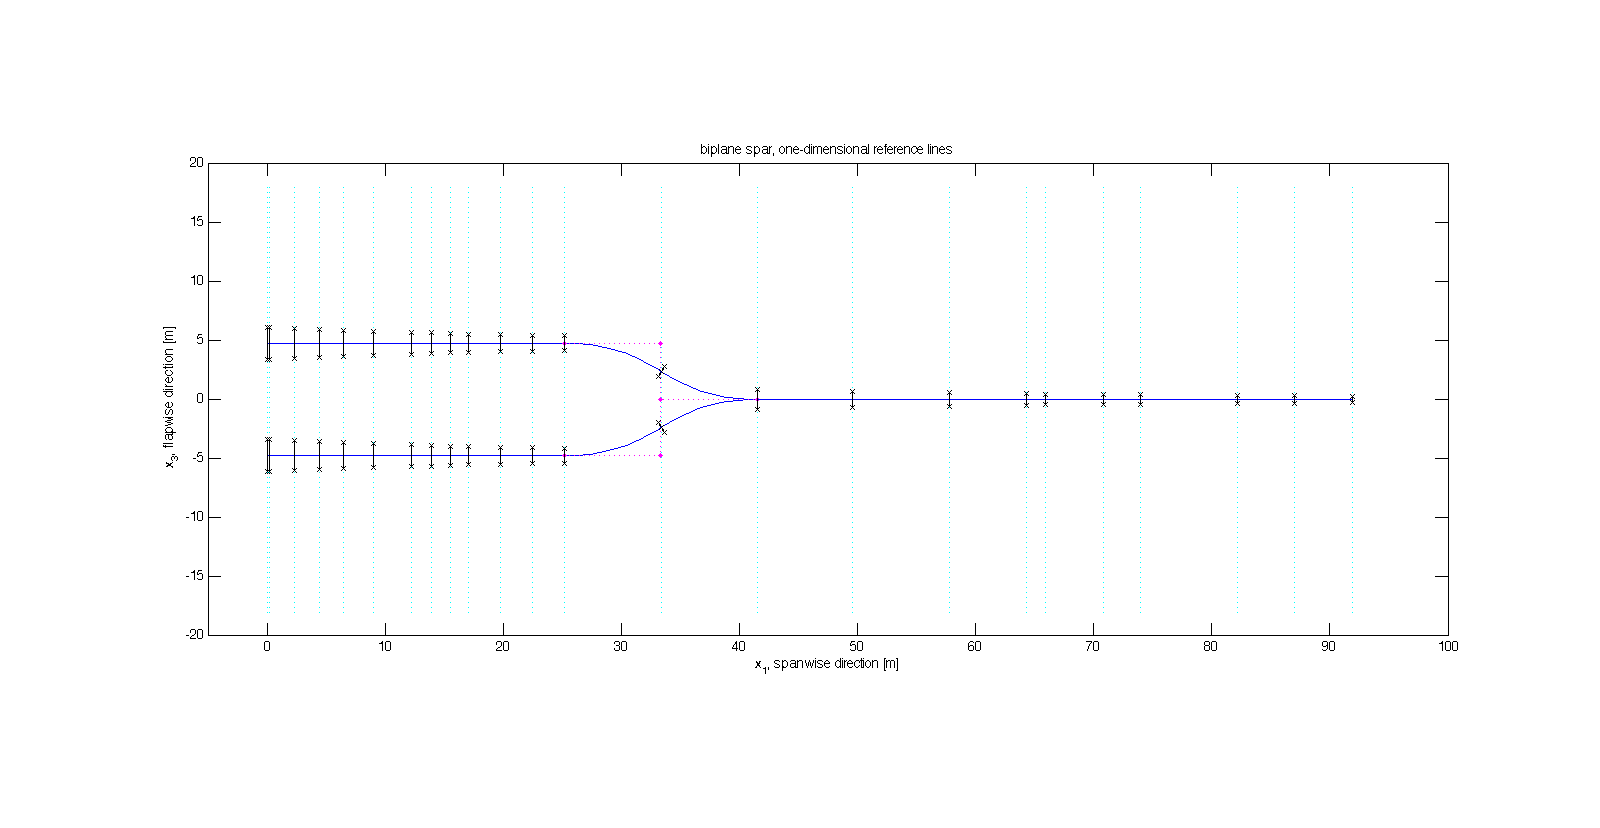 biplane spar, one-dimensional reference lines
20
15
10
5
0
-5
-10
-15
-20
x3, flapwise direction [m]
0 10 20 30 40 50 60 70 80 90 100
x1, spanwise direction [m]